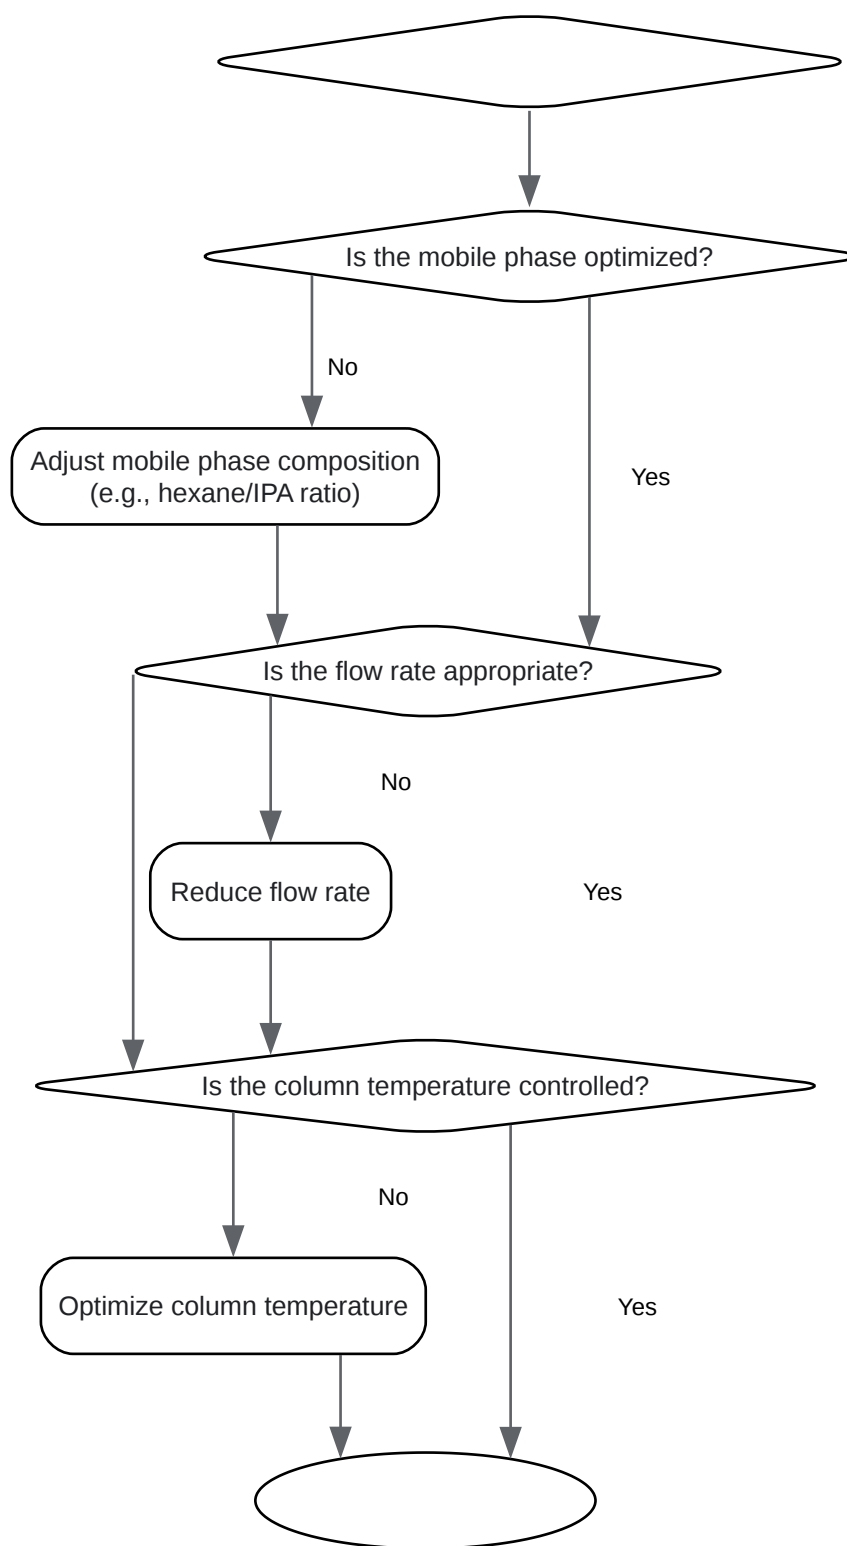 Is the mobile phase optimized?
No
Adjust mobile phase composition
(e.g., hexane/IPA ratio)
Yes
Is the flow rate appropriate?
No
Reduce flow rate
Yes
Is the column temperature controlled?
No
Optimize column temperature
Yes